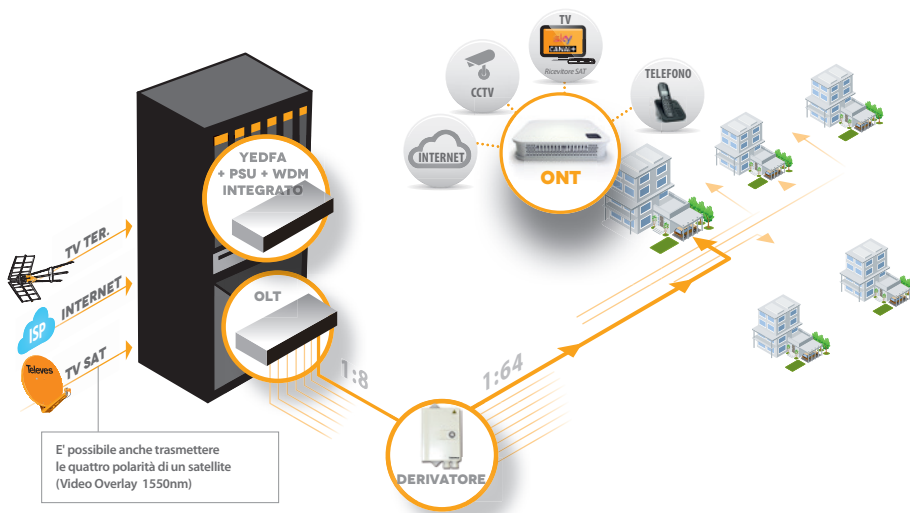 TV
sky
CANAL+
Ricevitore SAT
CCTV
TELEFONO
INTERNET
ONT
YEDFA
+ PSU + WDM
INTEGRATO
TV TER.
INTERNET
ISP
OLT
Televes
TV SAT
1:8
1:64
DERIVATORE
E' possibile anche trasmettere
le quattro polarità di un satellite
(Video Overlay 1550nm)